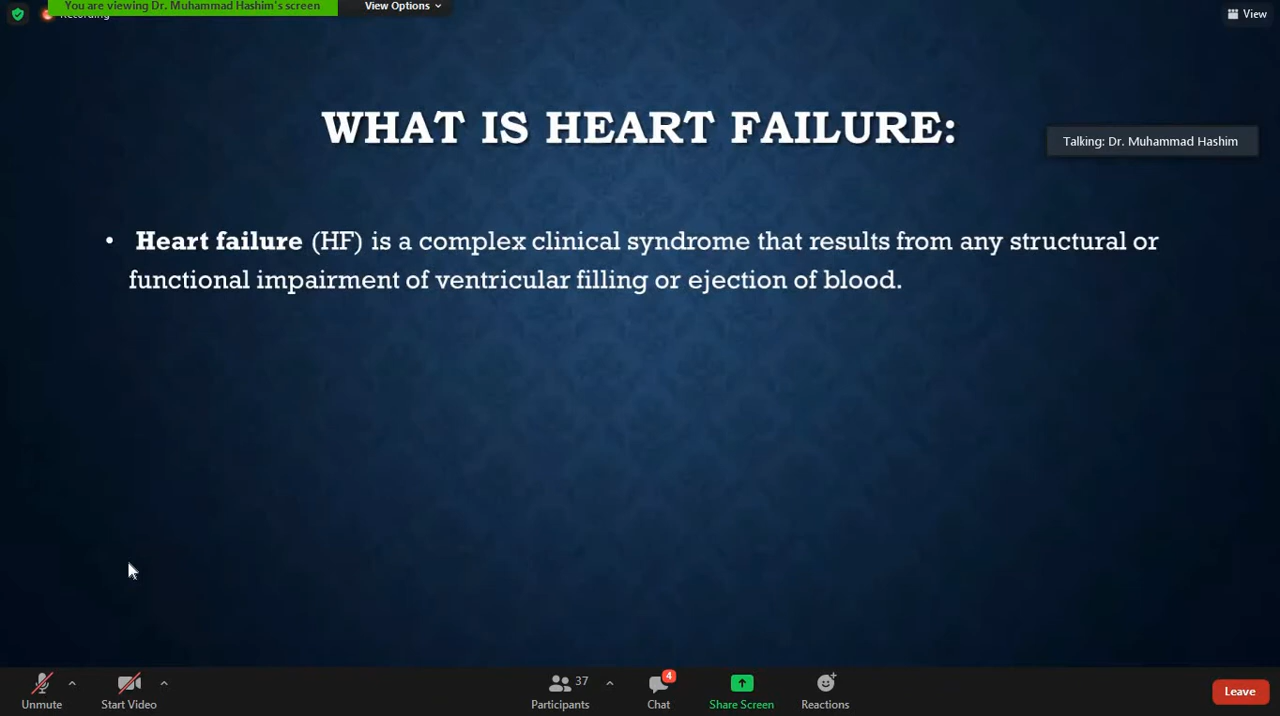 You are viewing Dr. Muhammad Hashim's screen
View Options
Recording
View
WHAT IS HEART FAILURE:
Talking: Dr. Muhammad Hashim
• Heart failure (HF) is a complex clinical syndrome that results from any structural or
functional impairment of ventricular filling or ejection of blood.
37
4
Unmute
Start Video
Participants
Chat
Share Screen
Reactions
Leave